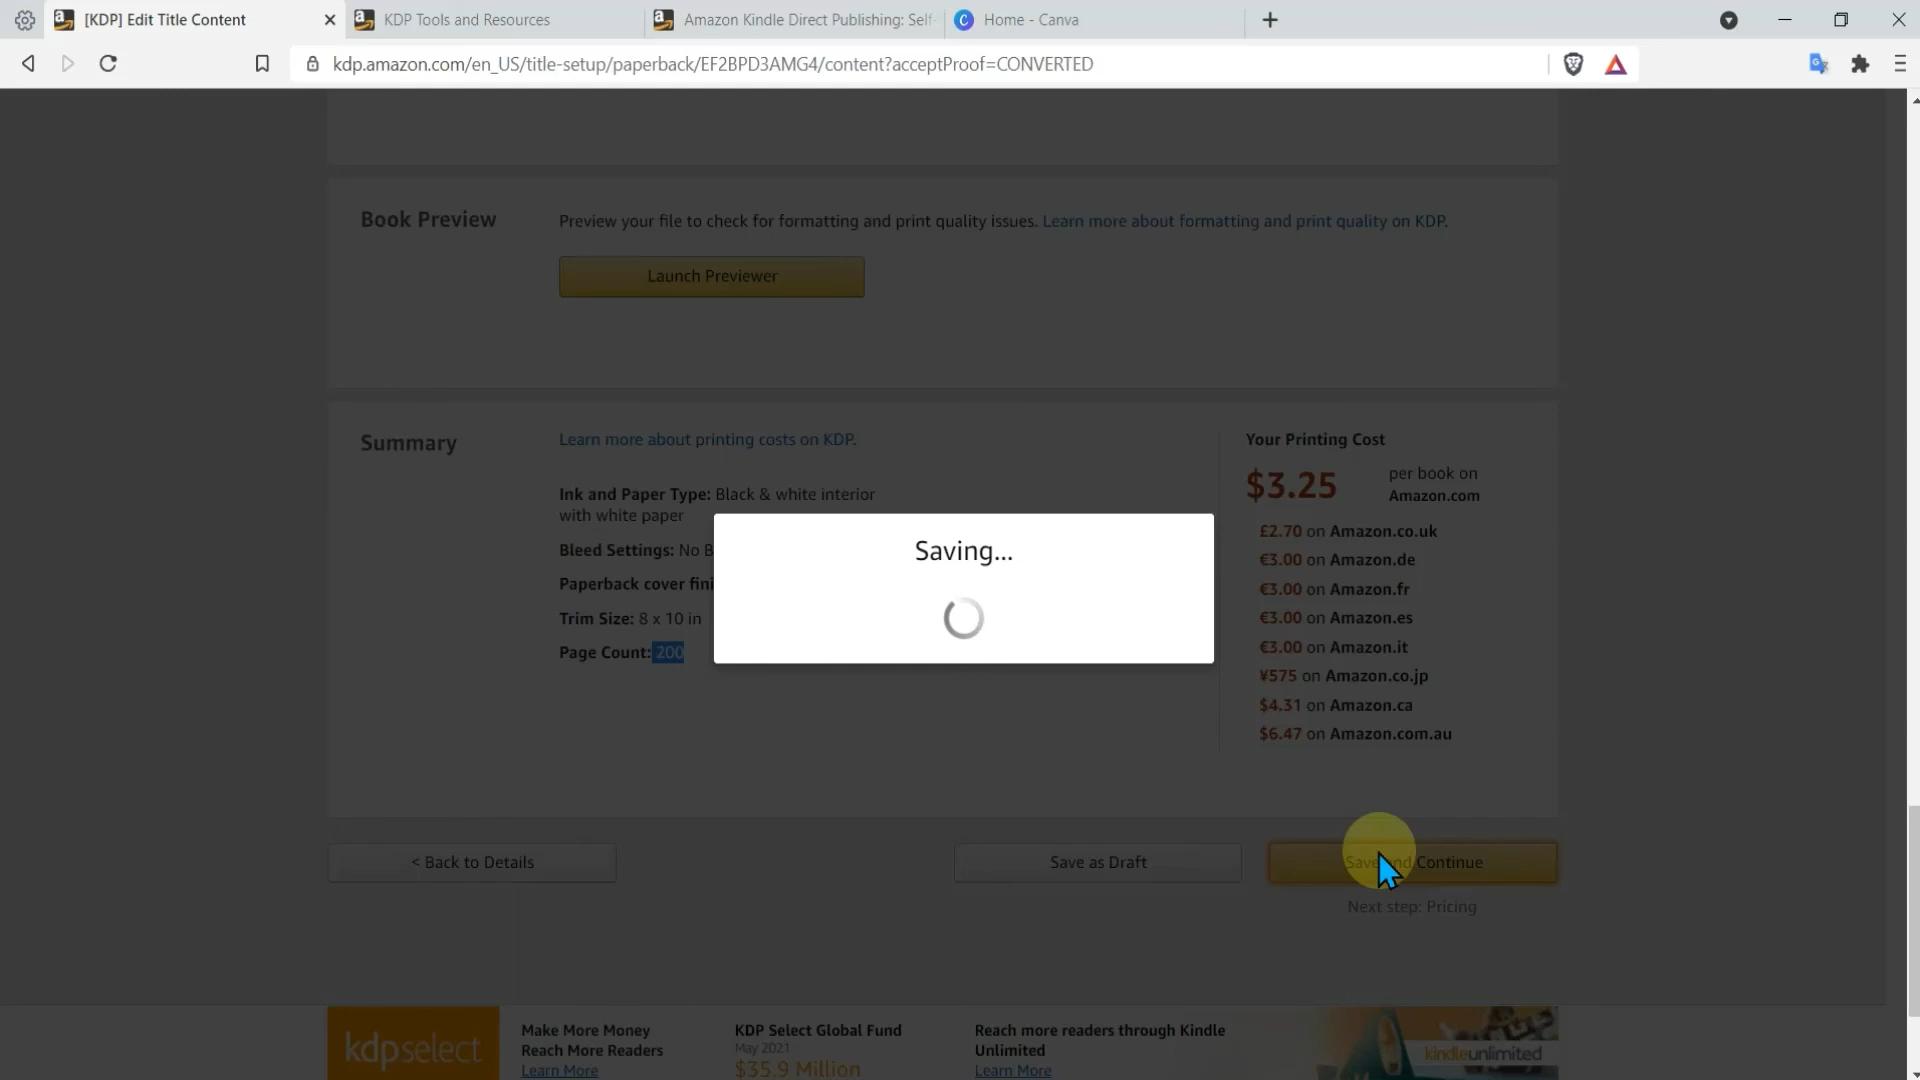 [KDP] Edit Title Content
KDP Tools and Resources
Amazon Kindle Direct Publishing: Self-
Home - Canva
kdp.amazon.com/en_US/title-setup/paperback/EF2BPD3AMG4/content?acceptProof=CONVERTED
Book Preview
Preview your file to check for formatting and print quality issues. Learn more about formatting and print quality on KDP.
Launch Previewer
Summary
Learn more about printing costs on KDP.
Ink and Paper Type: Black & white interior
with white paper
Bleed Settings: No B
Paperback cover fini
Trim Size: 8 x 10 in
Page Count: 200
Saving...
Your Printing Cost
$3.25
per book on
Amazon.com
£2.70 on Amazon.co.uk
€3.00 on Amazon.de
€3.00 on Amazon.fr
€3.00 on Amazon.es
€3.00 on Amazon.it
¥575 on Amazon.co.jp
$4.31 on Amazon.ca
$6.47 on Amazon.com.au
< Back to Details
Save as Draft
Save and Continue
Next step: Pricing
kdpselect
Make More Money
Reach More Readers
Learn More
KDP Select Global Fund
May 2021
$35.9 Million
Reach more readers through Kindle
Unlimited
Learn More
kindleunlimited